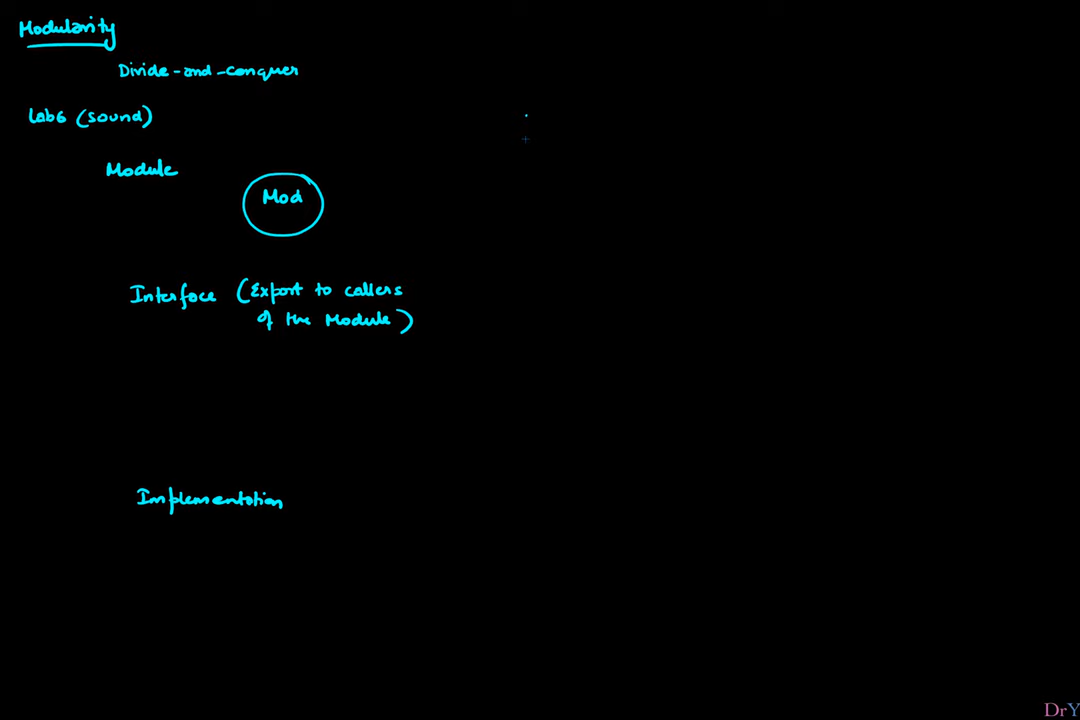 Modularity
Divide-and-conquer
Lab6 (sound)
Module
Mod
Interface (Export to callers
of the Module)
Implementation
DrY